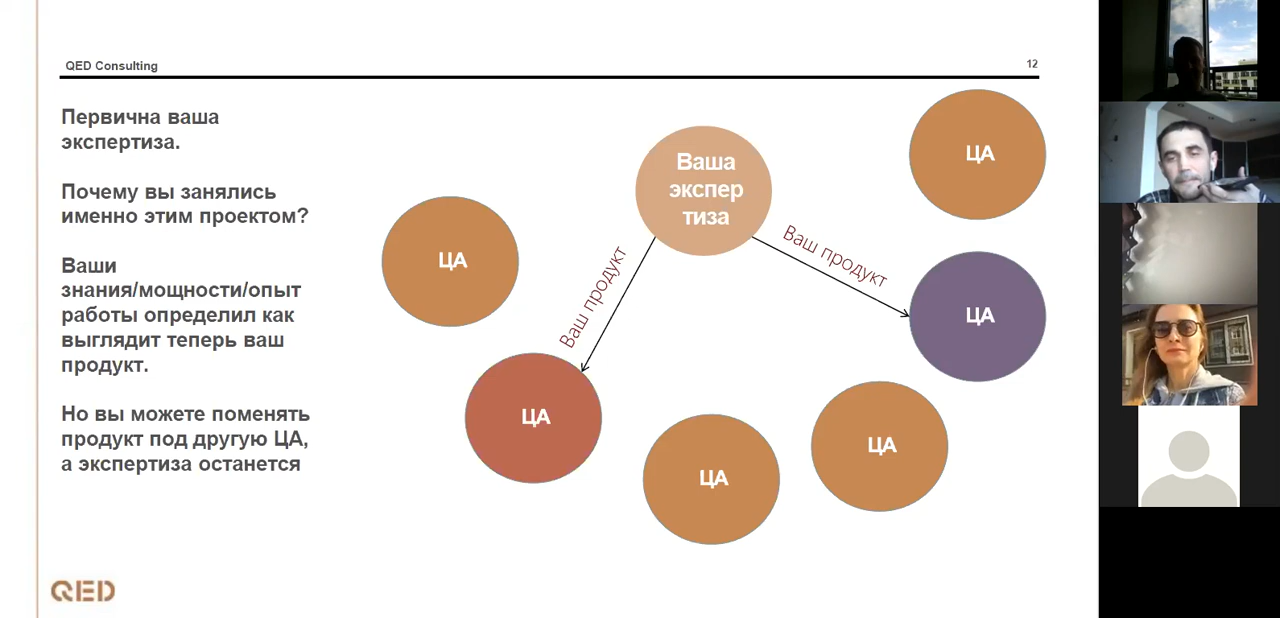 QED Consulting
12
Первична ваша
экспертиза.
Почему вы занялись
именно этим проектом?
Ваши
знания/мощности/опыт
работы определил как
выглядит теперь ваш
продукт.
Но вы можете поменять
продукт под другую ЦА,
а экспертиза останется
Ваша
экспер
тиза
ЦА
ЦА
Ваш продукт
Ваш продукт
ЦА
ЦА
ЦА
ЦА
QED